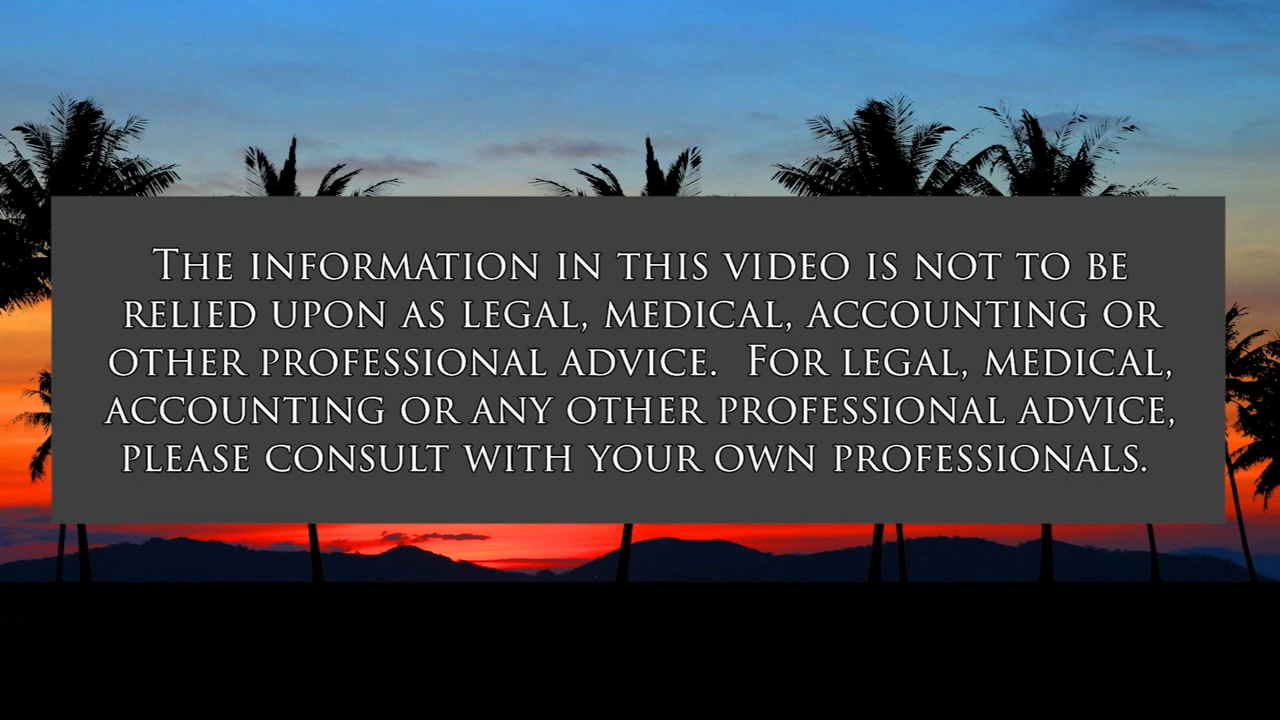 The information in this video is not to be
relied upon as legal, medical, accounting or
other professional advice.  For legal, medical,
accounting or any other professional advice,
please consult with your own professionals.